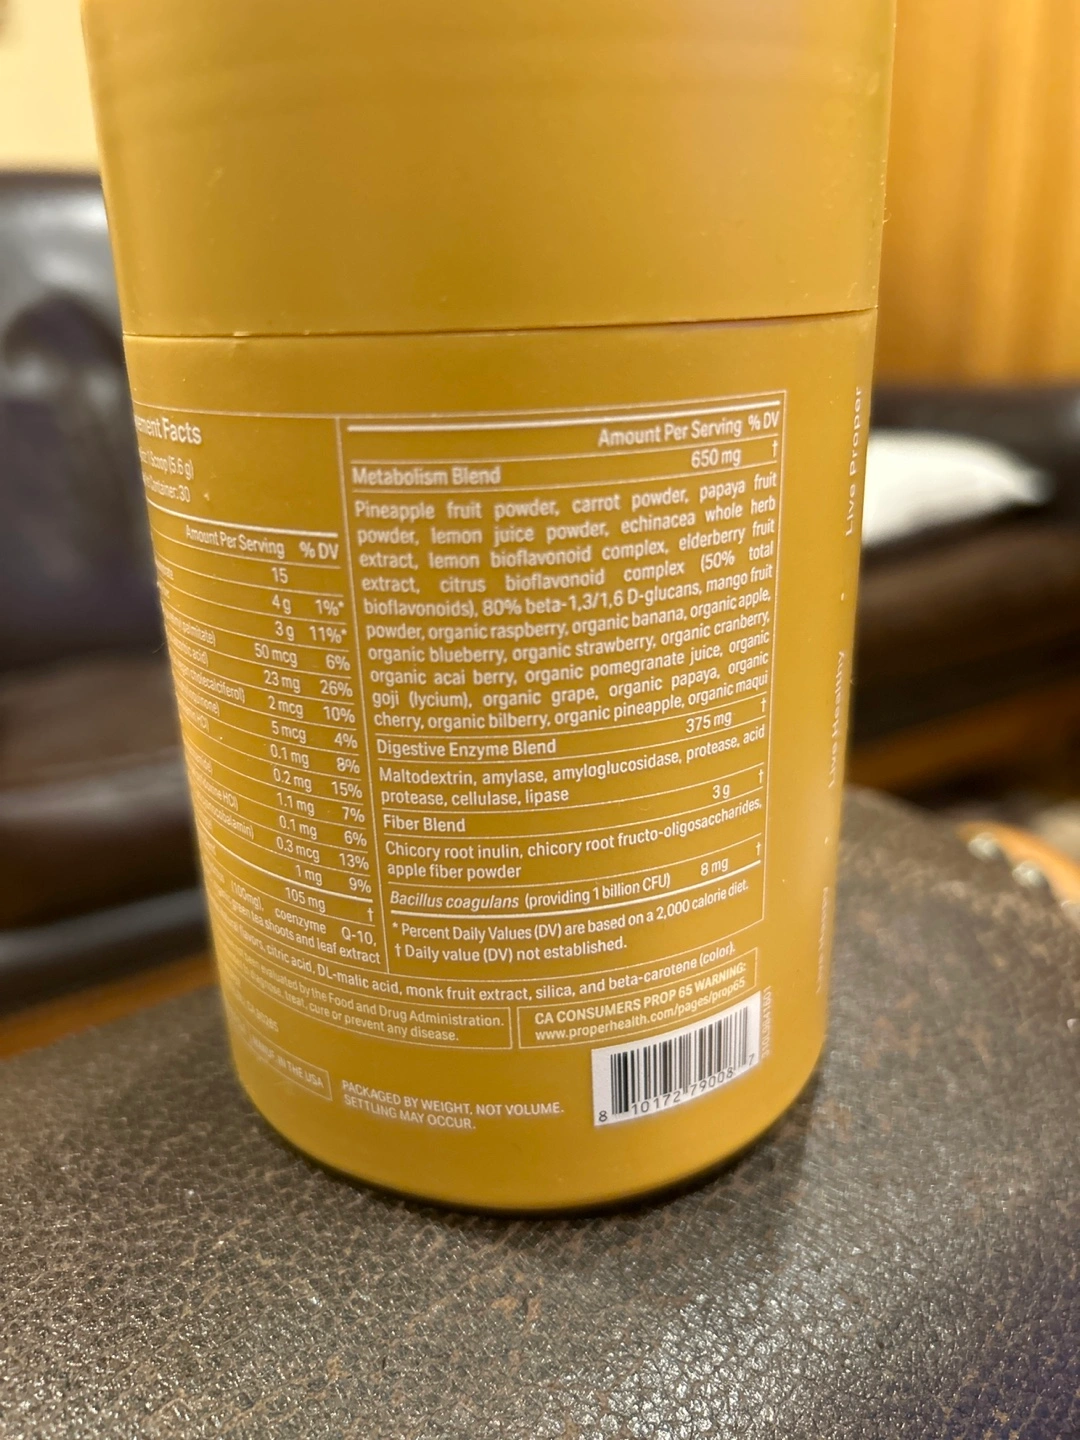 ement Facts
1 Scoop (5.6 g)
Container: 30
Amount Per Serving % DV
15
4 g 1%*
3 g 11%*
palmitate) 50 mcg 6%
23 mg 26%
cholecalciferol) 2 mcg 10%
5 mcg 4%
0.1 mg 8%
0.2 mg 15%
1.1 mg 7%
0.1 mg 6%
0.3 mcg 13%
1 mg 9%
105 mg †
(100mg), coenzyme Q-10,
green tea shoots and leaf extract
Amount Per Serving % DV
Metabolism Blend 650 mg †
Pineapple fruit powder, carrot powder, papaya fruit
powder, lemon juice powder, echinacea whole herb
extract, lemon bioflavonoid complex, elderberry fruit
extract, citrus bioflavonoid complex (50% total
bioflavonoids), 80% beta-1,3/1,6 D-glucans, mango fruit
powder, organic raspberry, organic banana, organic apple,
organic blueberry, organic strawberry, organic cranberry,
organic acai berry, organic pomegranate juice, organic
goji (lycium), organic grape, organic papaya, organic
cherry, organic bilberry, organic pineapple, organic maqui
Digestive Enzyme Blend 375 mg †
Maltodextrin, amylase, amyloglucosidase, protease, acid
protease, cellulase, lipase
Fiber Blend 3 g †
Chicory root inulin, chicory root fructo-oligosaccharides,
apple fiber powder
Bacillus coagulans (providing 1 billion CFU) 8 mg †
* Percent Daily Values (DV) are based on a 2,000 calorie diet.
† Daily value (DV) not established.
flavors, citric acid, DL-malic acid, monk fruit extract, silica, and beta-carotene (color).
evaluated by the Food and Drug Administration.
treat, cure or prevent any disease.
CA CONSUMERS PROP 65 WARNING:
www.properhealth.com/pages/prop65
MADE IN THE USA
PACKAGED BY WEIGHT, NOT VOLUME.
SETTLING MAY OCCUR.
8 10172 79008 7
Live Healthy • Live Proper